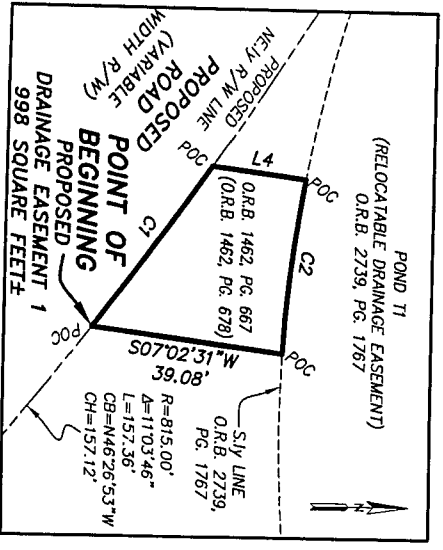 POND T1
(RELOCATABLE DRAINAGE EASEMENT)
O.R.B. 2739, PG. 1767
PROPOSED
NE.ly R/W LINE
PROPOSED
ROAD
(VARIABLE
WIDTH R/W)
POC
L4
POC
C2
POC
O.R.B. 1462, PG. 667
(O.R.B. 1462, PG. 678)
C1
S07°02'31"W
39.08'
POC
S.ly LINE
O.R.B. 2739,
PG. 1767
R=815.00'
Δ=11°03'46"
L=157.36'
CB=N46°26'53"W
CH=157.12'
POINT OF
BEGINNING
PROPOSED
DRAINAGE EASEMENT 1
998 SQUARE FEET±
N